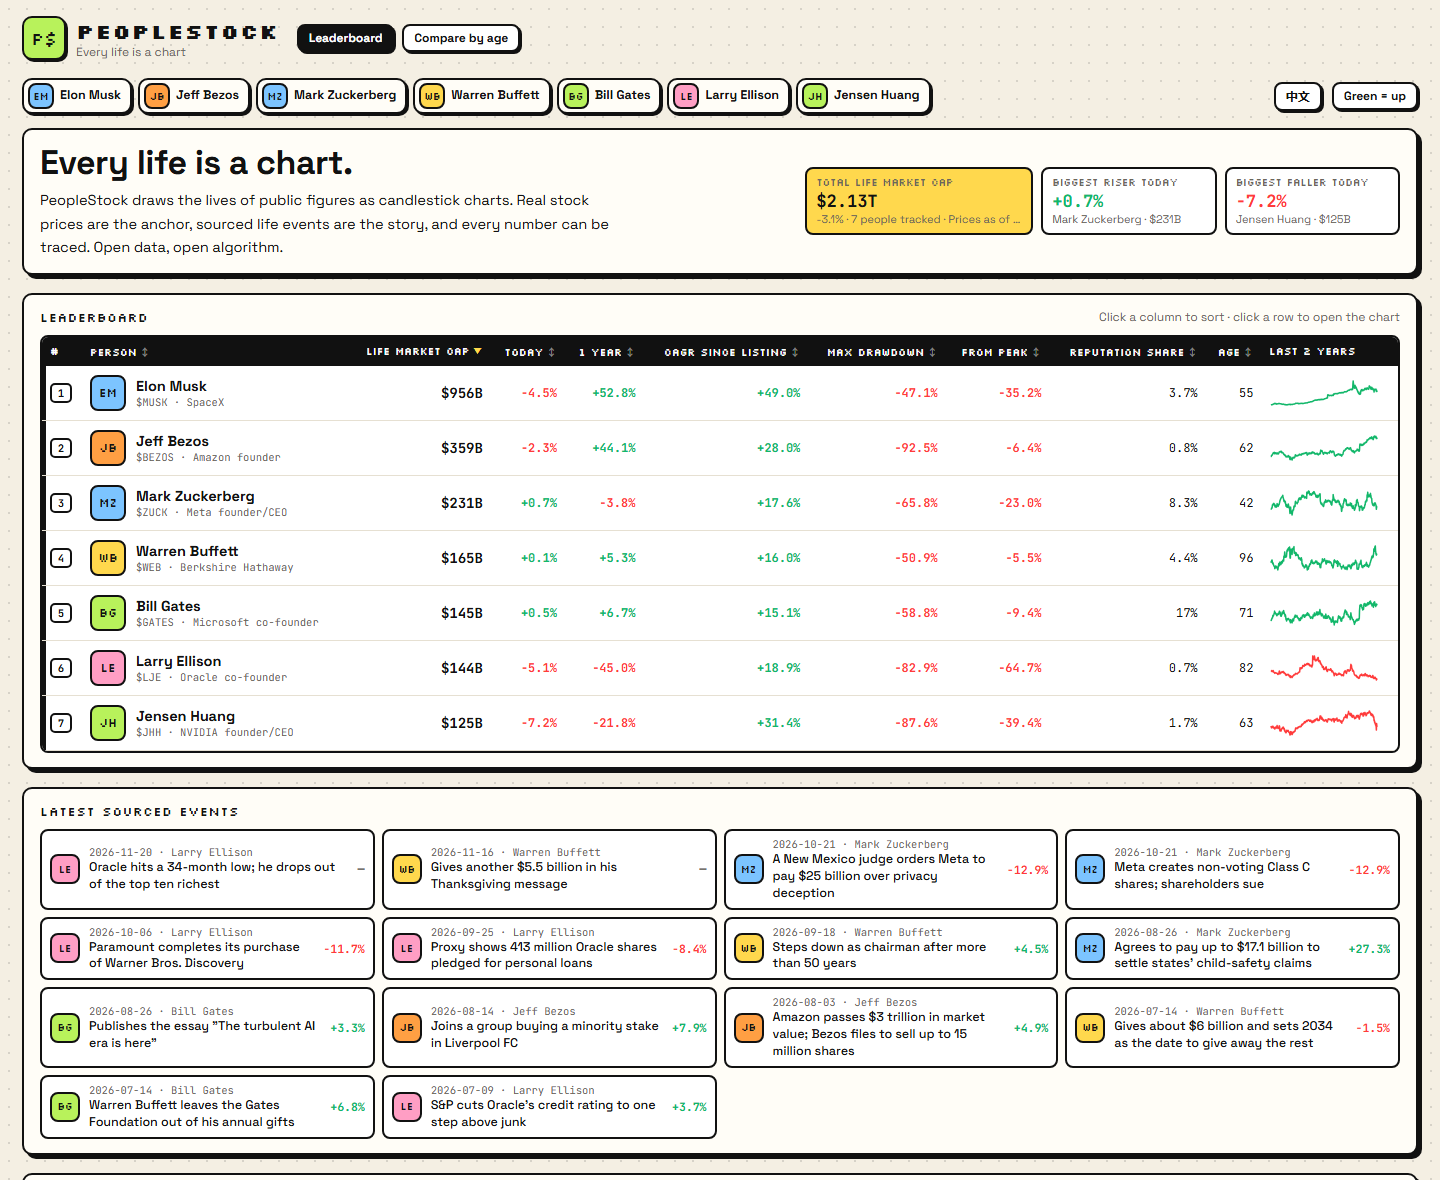 P$
PEOPLESTOCK
Every life is a chart
Leaderboard
Compare by age
EM Elon Musk
JB Jeff Bezos
MZ Mark Zuckerberg
WB Warren Buffett
BG Bill Gates
LE Larry Ellison
JH Jensen Huang
中文
Green = up
Every life is a chart.
PeopleStock draws the lives of public figures as candlestick charts. Real stock
prices are the anchor, sourced life events are the story, and every number can be
traced. Open data, open algorithm.
TOTAL LIFE MARKET CAP
$2.13T
-3.1% · 7 people tracked · Prices as of ...
BIGGEST RISER TODAY
+0.7%
Mark Zuckerberg · $231B
BIGGEST FALLER TODAY
-7.2%
Jensen Huang · $125B
LEADERBOARD
Click a column to sort · click a row to open the chart
# PERSON ↕ LIFE MARKET CAP ▼ TODAY ↕ 1 YEAR ↕ CAGR SINCE LISTING ↕ MAX DRAWDOWN ↕ FROM PEAK ↕ REPUTATION SHARE ↕ AGE ↕ LAST 2 YEARS
1 EM Elon Musk $956B -4.5% +52.8% +49.0% -47.1% -35.2% 3.7% 55
$MUSK · SpaceX
2 JB Jeff Bezos $359B -2.3% +44.1% +28.0% -92.5% -6.4% 0.8% 62
$BEZOS · Amazon founder
3 MZ Mark Zuckerberg $231B +0.7% -3.8% +17.6% -65.8% -23.0% 8.3% 42
$ZUCK · Meta founder/CEO
4 WB Warren Buffett $165B +0.1% +5.3% +16.0% -50.9% -5.5% 4.4% 96
$WEB · Berkshire Hathaway
5 BG Bill Gates $145B +0.5% +6.7% +15.1% -58.8% -9.4% 17% 71
$GATES · Microsoft co-founder
6 LE Larry Ellison $144B -5.1% -45.0% +18.9% -82.9% -64.7% 0.7% 82
$LJE · Oracle co-founder
7 JH Jensen Huang $125B -7.2% -21.8% +31.4% -87.6% -39.4% 1.7% 63
$JHH · NVIDIA founder/CEO
LATEST SOURCED EVENTS
LE
2026-11-20 · Larry Ellison
Oracle hits a 34-month low; he drops out
of the top ten richest
—
WB
2026-11-16 · Warren Buffett
Gives another $5.5 billion in his
Thanksgiving message
—
MZ
2026-10-21 · Mark Zuckerberg
A New Mexico judge orders Meta to
pay $25 billion over privacy
deception
-12.9%
MZ
2026-10-21 · Mark Zuckerberg
Meta creates non-voting Class C
shares; shareholders sue
-12.9%
LE
2026-10-06 · Larry Ellison
Paramount completes its purchase
of Warner Bros. Discovery
-11.7%
LE
2026-09-25 · Larry Ellison
Proxy shows 413 million Oracle shares
pledged for personal loans
-8.4%
WB
2026-09-18 · Warren Buffett
Steps down as chairman after more
than 50 years
+4.5%
MZ
2026-08-26 · Mark Zuckerberg
Agrees to pay up to $17.1 billion to
settle states' child-safety claims
+27.3%
BG
2026-08-26 · Bill Gates
Publishes the essay "The turbulent AI
era is here"
+3.3%
JB
2026-08-14 · Jeff Bezos
Joins a group buying a minority stake
in Liverpool FC
+7.9%
JB
2026-08-03 · Jeff Bezos
Amazon passes $3 trillion in market
value; Bezos files to sell up to 15
million shares
+4.9%
WB
2026-07-14 · Warren Buffett
Gives about $6 billion and sets 2034
as the date to give away the rest
-1.5%
BG
2026-07-14 · Bill Gates
Warren Buffett leaves the Gates
Foundation out of his annual gifts
+6.8%
LE
2026-07-09 · Larry Ellison
S&P cuts Oracle's credit rating to one
step above junk
+3.7%